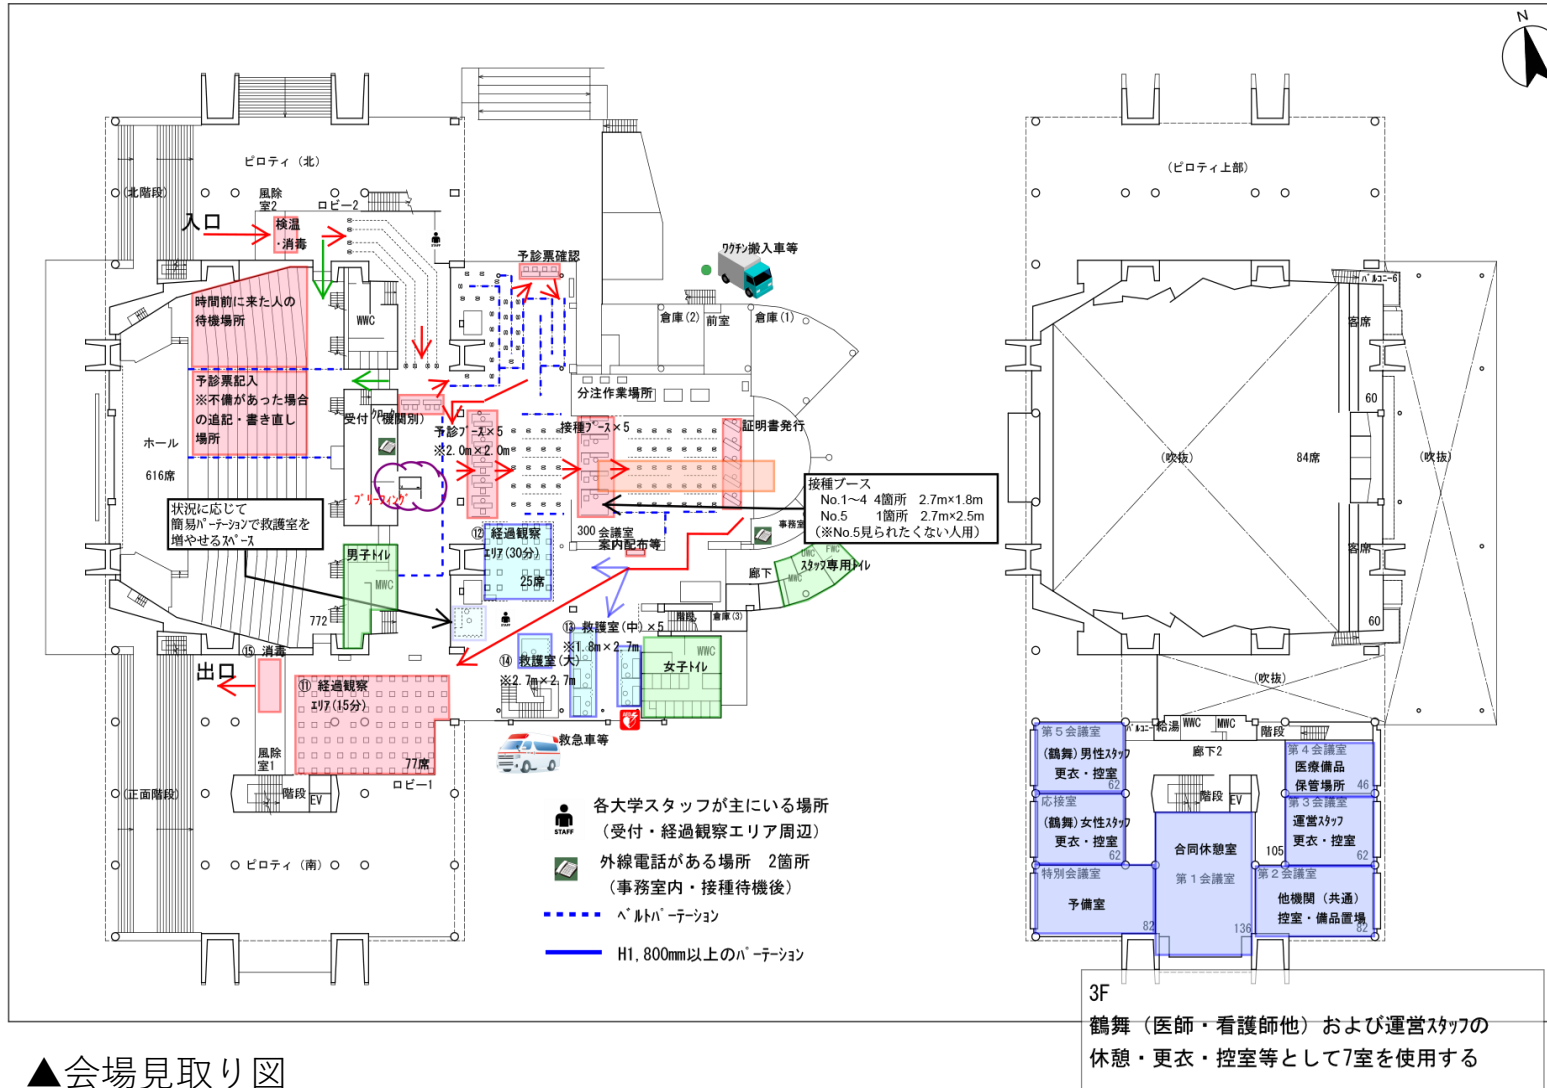 N
ピロティ（北）
（北階段）
風除
室2
ロビー2
入口
検温
・消毒
STAFF
予診票確認
ﾜｸﾁﾝ搬入車等
時間前に来た人の
待機場所
WWC
倉庫(2)
前室
倉庫(1)
予診票記入
※不備があった場合
の追記・書き直し
場所
クローク
受付（機関別）
分注作業場所
予診ﾌﾞｰｽ×5
※2.0m×2.0m
接種ﾌﾞｰｽ×5
証明書発行
ホール
616席
ﾌﾞﾘｰﾌｨﾝｸﾞ
接種ブース
No.1～4 4箇所 2.7m×1.8m
No.5 1箇所 2.7m×2.5m
（※No.5見られたくない人用）
状況に応じて
簡易ﾊﾟｰﾃｰｼｮﾝで救護室を
増やせるｽﾍﾟｰｽ
⑫ 経過観察
ｴﾘｱ(30分)
25席
300 会議室
案内配布等
事務室
男子ﾄｲﾚ
MWC
廊下
UWC
FWC
MWC
ｽﾀｯﾌ専用ﾄｲﾚ
772
STAFF
階段
倉庫(3)
⑬ 救護室(中)×5
※1.8m×2.7m
⑭ 救護室(大)
※2.7m×2.7m
WWC
女子ﾄｲﾚ
⑮ 消毒
出口
⑪ 経過観察
ｴﾘｱ(15分)
77席
救急車等
風除
室1
ロビー1
（正面階段）
階段
EV
ピロティ（南）
STAFF
各大学スタッフが主にいる場所
（受付・経過観察エリア周辺）
外線電話がある場所 2箇所
（事務室内・接種待機後）
ﾍﾞﾙﾄﾊﾟｰﾃｰｼｮﾝ
H1,800mm以上のﾊﾟｰﾃｰｼｮﾝ
（ピロティ上部）
ﾊﾞﾙｺﾆｰ6
客席
60
（吹抜）
84席
（吹抜）
客席
60
（吹抜）
ﾊﾞﾙｺﾆｰ
給湯
WWC
MWC
階段
廊下2
第５会議室
(鶴舞)男性ｽﾀｯﾌ
更衣・控室
62
第４会議室
医療備品
保管場所
46
階段
EV
応接室
(鶴舞)女性ｽﾀｯﾌ
更衣・控室
62
第３会議室
運営ｽﾀｯﾌ
更衣・控室
62
合同休憩室
第１会議室
136
105
特別会議室
予備室
82
第２会議室
他機関（共通）
控室・備品置場
82
3F
鶴舞（医師・看護師他）および運営ｽﾀｯﾌの
休憩・更衣・控室等として7室を使用する
▲会場見取り図